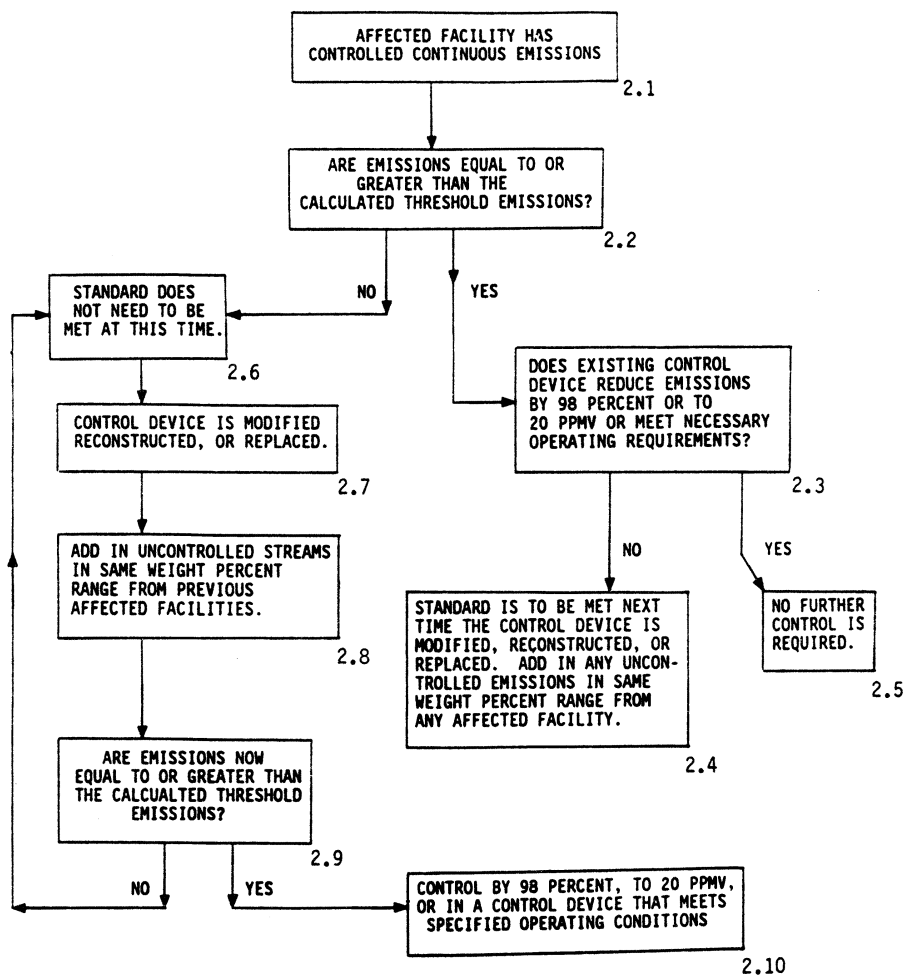 AFFECTED FACILITY HAS
CONTROLLED CONTINUOUS EMISSIONS
2.1
ARE EMISSIONS EQUAL TO OR
GREATER THAN THE
CALCULATED THRESHOLD EMISSIONS?
2.2
NO
YES
STANDARD DOES
NOT NEED TO BE
MET AT THIS TIME.
2.6
DOES EXISTING CONTROL
DEVICE REDUCE EMISSIONS
BY 98 PERCENT OR TO
20 PPMV OR MEET NECESSARY
OPERATING REQUIREMENTS?
2.3
CONTROL DEVICE IS MODIFIED
RECONSTRUCTED, OR REPLACED.
2.7
ADD IN UNCONTROLLED STREAMS
IN SAME WEIGHT PERCENT
RANGE FROM PREVIOUS
AFFECTED FACILITIES.
2.8
NO
YES
STANDARD IS TO BE MET NEXT
TIME THE CONTROL DEVICE IS
MODIFIED, RECONSTRUCTED, OR
REPLACED. ADD IN ANY UNCON-
TROLLED EMISSIONS IN SAME
WEIGHT PERCENT RANGE FROM
ANY AFFECTED FACILITY.
2.4
NO FURTHER
CONTROL IS
REQUIRED.
2.5
ARE EMISSIONS NOW
EQUAL TO OR GREATER THAN
THE CALCUALTED THRESHOLD
EMISSIONS?
2.9
NO
YES
CONTROL BY 98 PERCENT, TO 20 PPMV,
OR IN A CONTROL DEVICE THAT MEETS
SPECIFIED OPERATING CONDITIONS
2.10